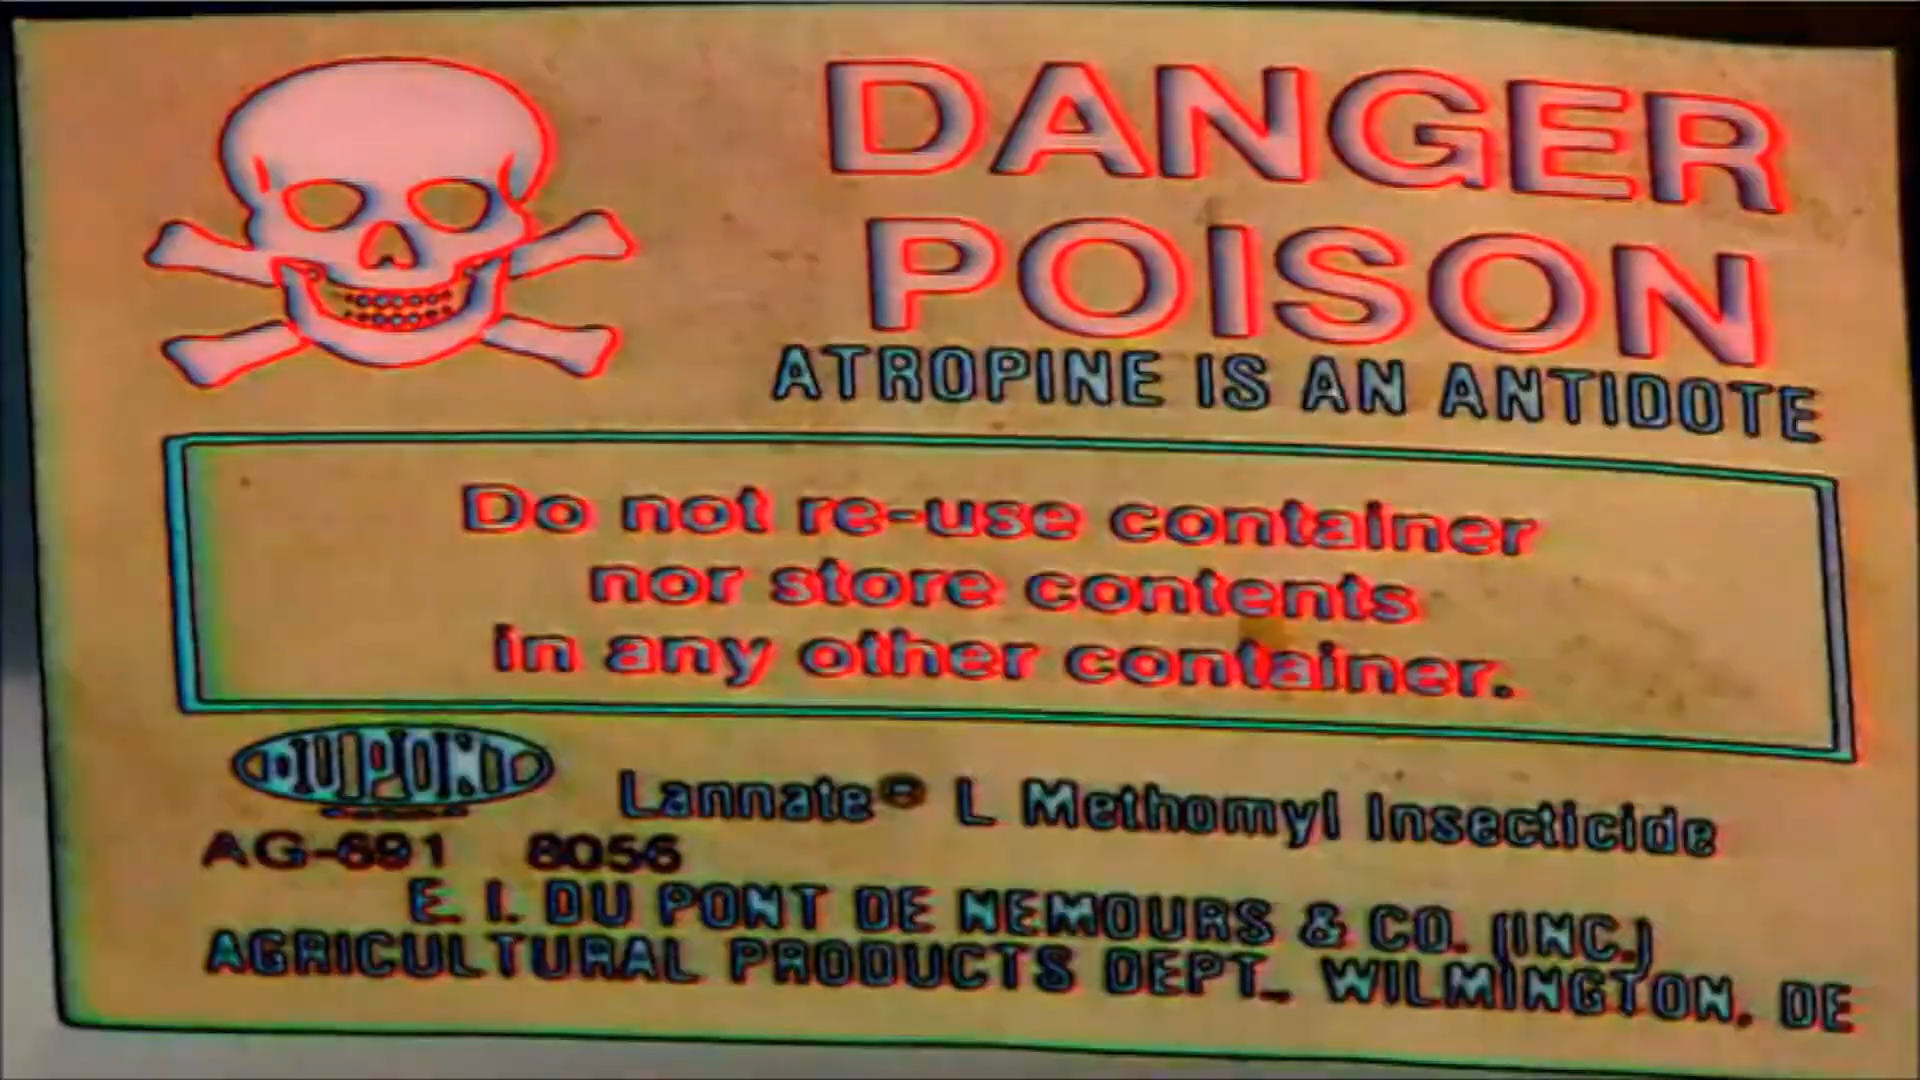 DANGER
POISON
ATROPINE IS AN ANTIDOTE
Do not re-use container
nor store contents
in any other container.
DUPONT
Lannate® L Methomyl Insecticide
AG-691 8056
E. I. DU PONT DE NEMOURS & CO. (INC.)
AGRICULTURAL PRODUCTS DEPT., WILMINGTON, DE